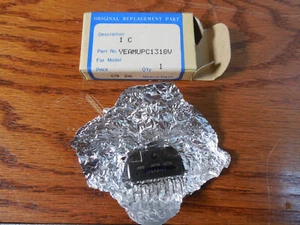 ORIGINAL REPLACEMENT PART
Description
I C
Part No. YEAMUPC1318V
For Model
Qty. 1